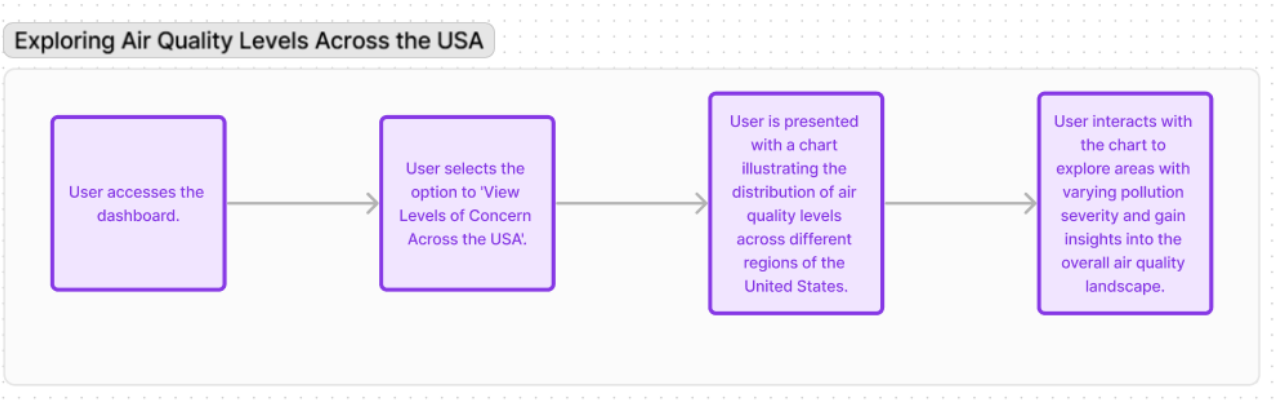 Exploring Air Quality Levels Across the USA
User accesses the
dashboard.
User selects the
option to 'View
Levels of Concern
Across the USA'.
User is presented
with a chart
illustrating the
distribution of air
quality levels
across different
regions of the
United States.
User interacts with
the chart to
explore areas with
varying pollution
severity and gain
insights into the
overall air quality
landscape.